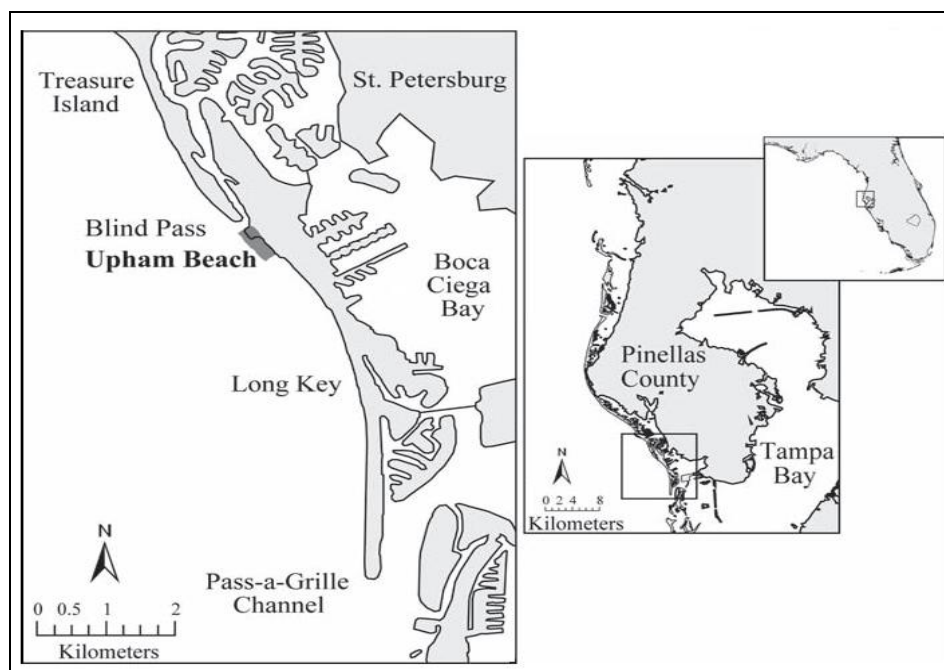 Treasure
Island
St. Petersburg
Blind Pass
Upham Beach
Boca
Ciega
Bay
Long Key
N
Pass-a-Grille
Channel
0 0.5 1 2
Kilometers
Pinellas
County
Tampa
Bay
N
0 2 4 8
Kilometers